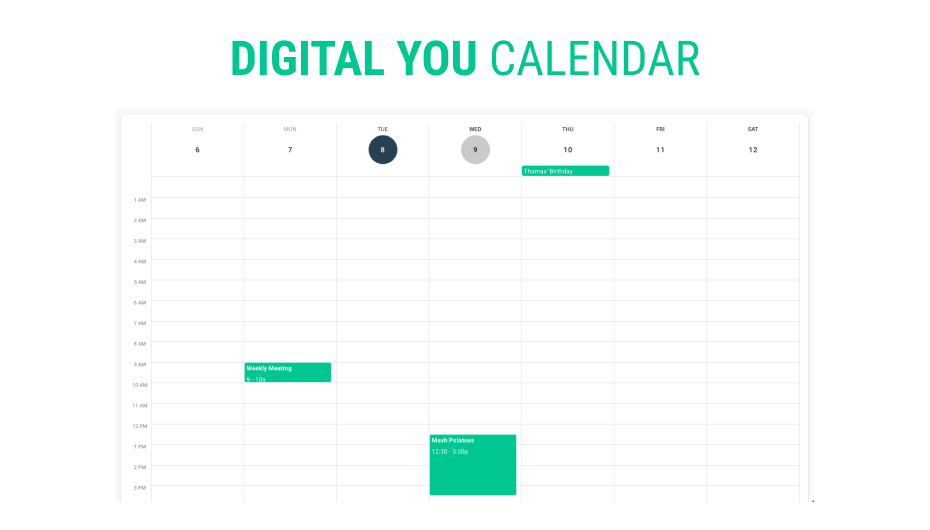 DIGITAL YOU CALENDAR
SUN MON TUE WED THU FRI SAT
6 7 8 9 10 11 12
Thomas' Birthday
1 AM
2 AM
3 AM
4 AM
5 AM
6 AM
7 AM
8 AM
9 AM
Weekly Meeting
9 - 10a
10 AM
11 AM
12 PM
Mash Potatoes
1 PM
12:30 - 3:30p
2 PM
3 PM